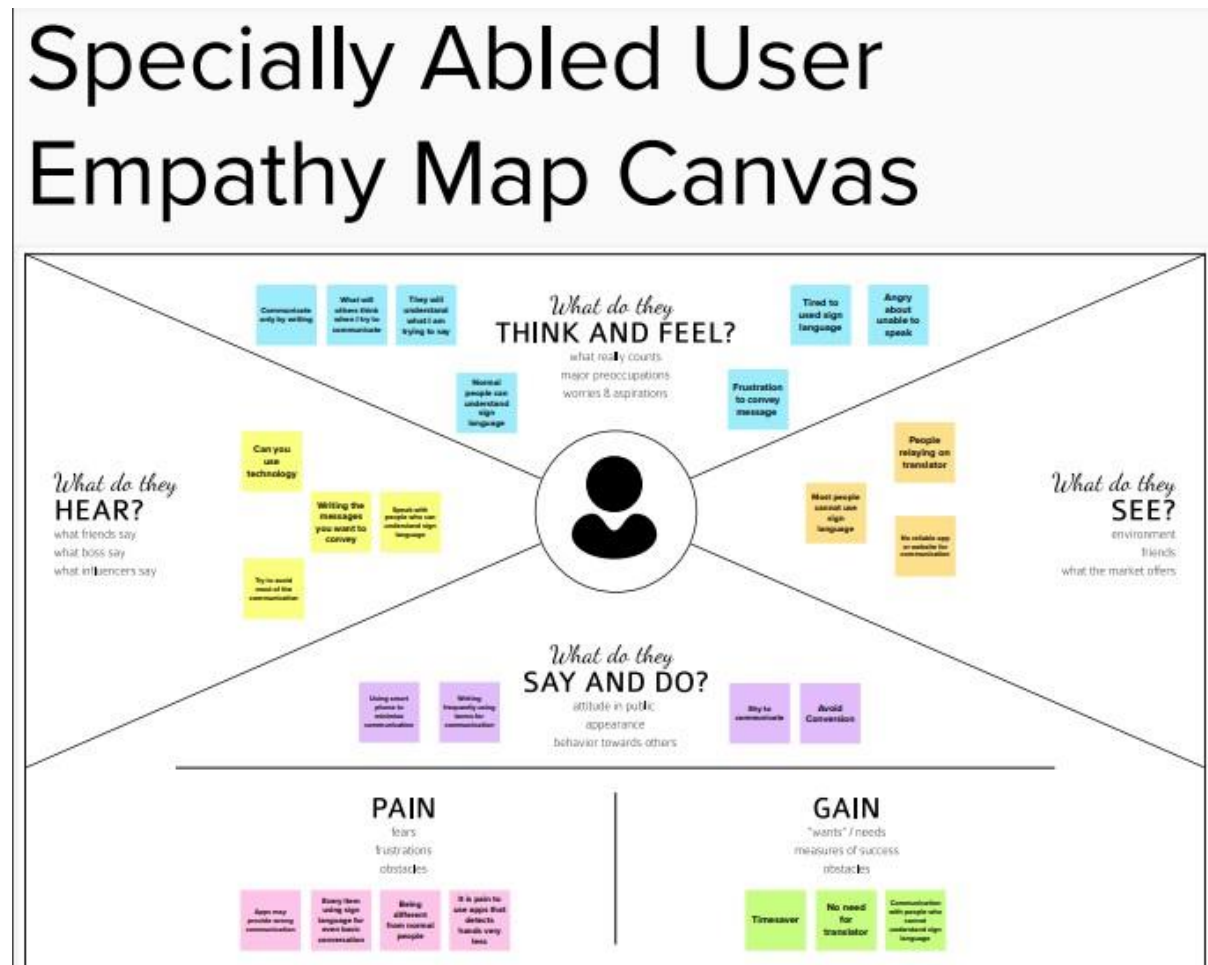 Specially Abled User
Empathy Map Canvas
Communicate
only by writing
What will
others think
when I try to
communicate
They will
understand
what I am
trying to say
Normal
people can
understand
sign
language
What do they
THINK AND FEEL?
what really counts
major preoccupations
worries & aspirations
Tired to
used sign
language
Angry
about
unable to
speak
Frustration
to convey
message
What do they
HEAR?
what friends say
what boss say
what influencers say
Can you
use
technology
Writing the
messages
you want to
convey
Speak with
people who can
understand sign
language
Try to avoid
most of the
communication
People
relaying on
translator
Most people
cannot use
sign
language
No reliable app
or website for
communication
What do they
SEE?
environment
friends
what the market offers
What do they
SAY AND DO?
attitude in public
appearance
behavior towards others
Using smart
phone to
minimise
communication
Writing
frequently using
terms for
communication
Shy to
communicate
Avoid
Conversion
PAIN
fears
frustrations
obstacles
Apps may
provide wrong
communication
Every item
using sign
language for
even basic
conversation
Being
different
from normal
people
It is pain to
use apps that
detects
hands very
less
GAIN
"wants" / needs
measures of success
obstacles
Timesaver
No need
for
translator
Communication
with people who
cannot
understand sign
language